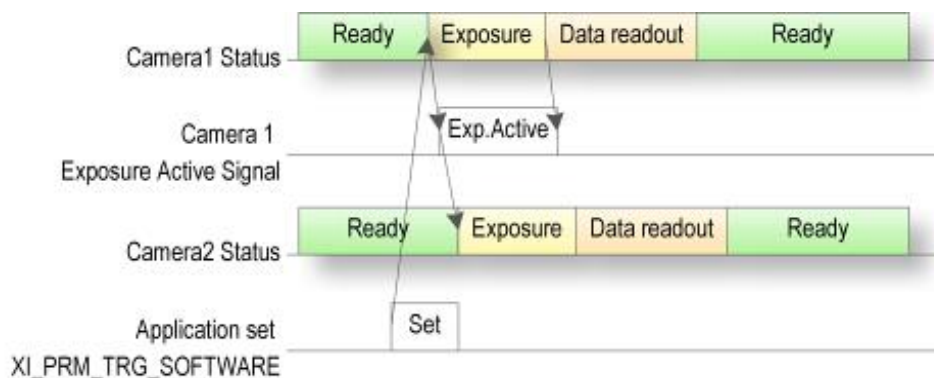 Ready Exposure Data readout Ready
Camera1 Status
Camera 1 Exp.Active
Exposure Active Signal
Ready Exposure Data readout Ready
Camera2 Status
Application set Set
XI_PRM_TRG_SOFTWARE